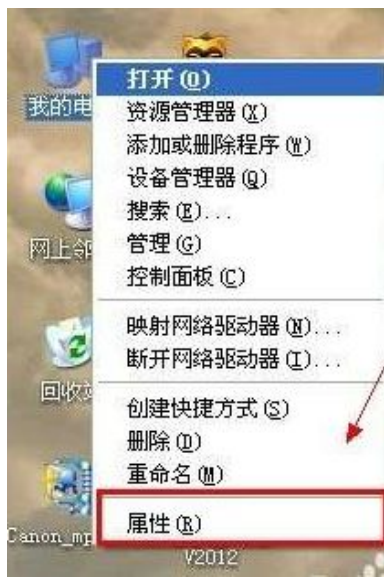 我的电
打开(O)
资源管理器(X)
添加或删除程序(W)
设备管理器(Q)
搜索(E)...
网上邻
管理(G)
控制面板(C)
映射网络驱动器(N)...
断开网络驱动器(I)...
回收站
创建快捷方式(S)
删除(D)
重命名(M)
属性(R)
Canon_mp
V2012